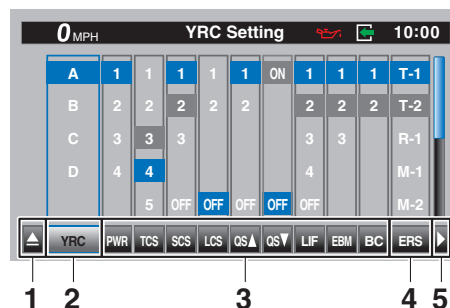 0 MPH YRC Setting 10:00
A 1 1 1 1 1 ON 1 1 1 T-1
B 2 2 2 2 2 2 2 2 T-2
C 3 3 3 3 3 R-1
D 4 4 4 M-1
5 OFF OFF OFF OFF OFF M-2
YRC PWR TCS SCS LCS QS▲ QS▼ LIF EBM BC ERS
1 2 3 4 5